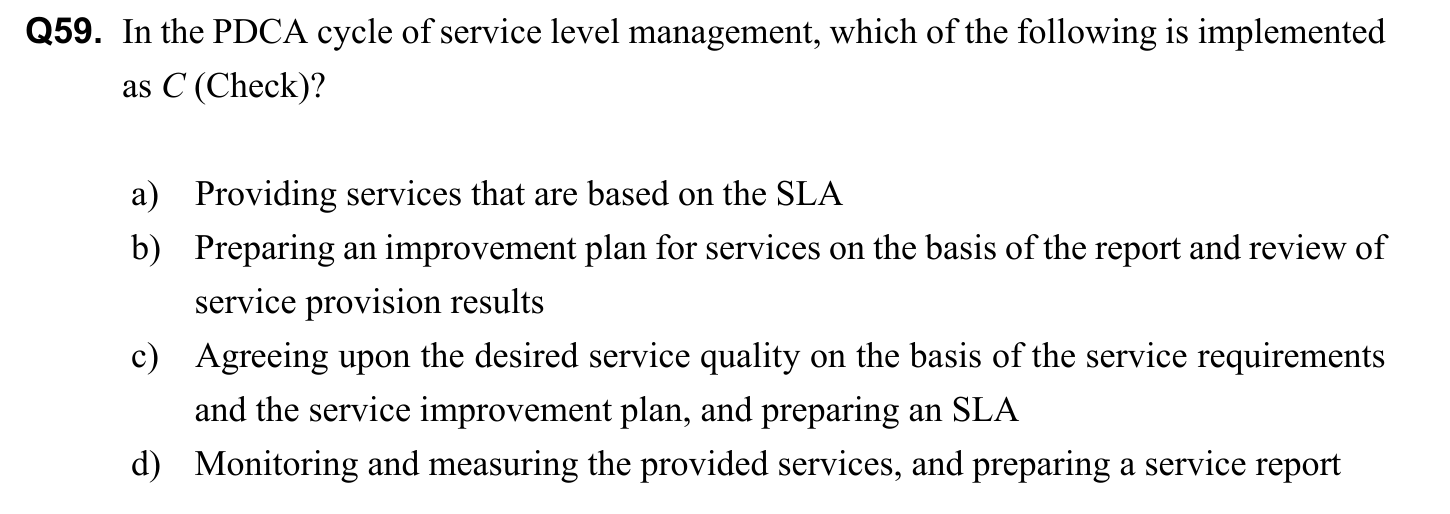 Q59. In the PDCA cycle of service level management, which of the following is implemented
as C (Check)?
a) Providing services that are based on the SLA
b) Preparing an improvement plan for services on the basis of the report and review of
service provision results
c) Agreeing upon the desired service quality on the basis of the service requirements
and the service improvement plan, and preparing an SLA
d) Monitoring and measuring the provided services, and preparing a service report